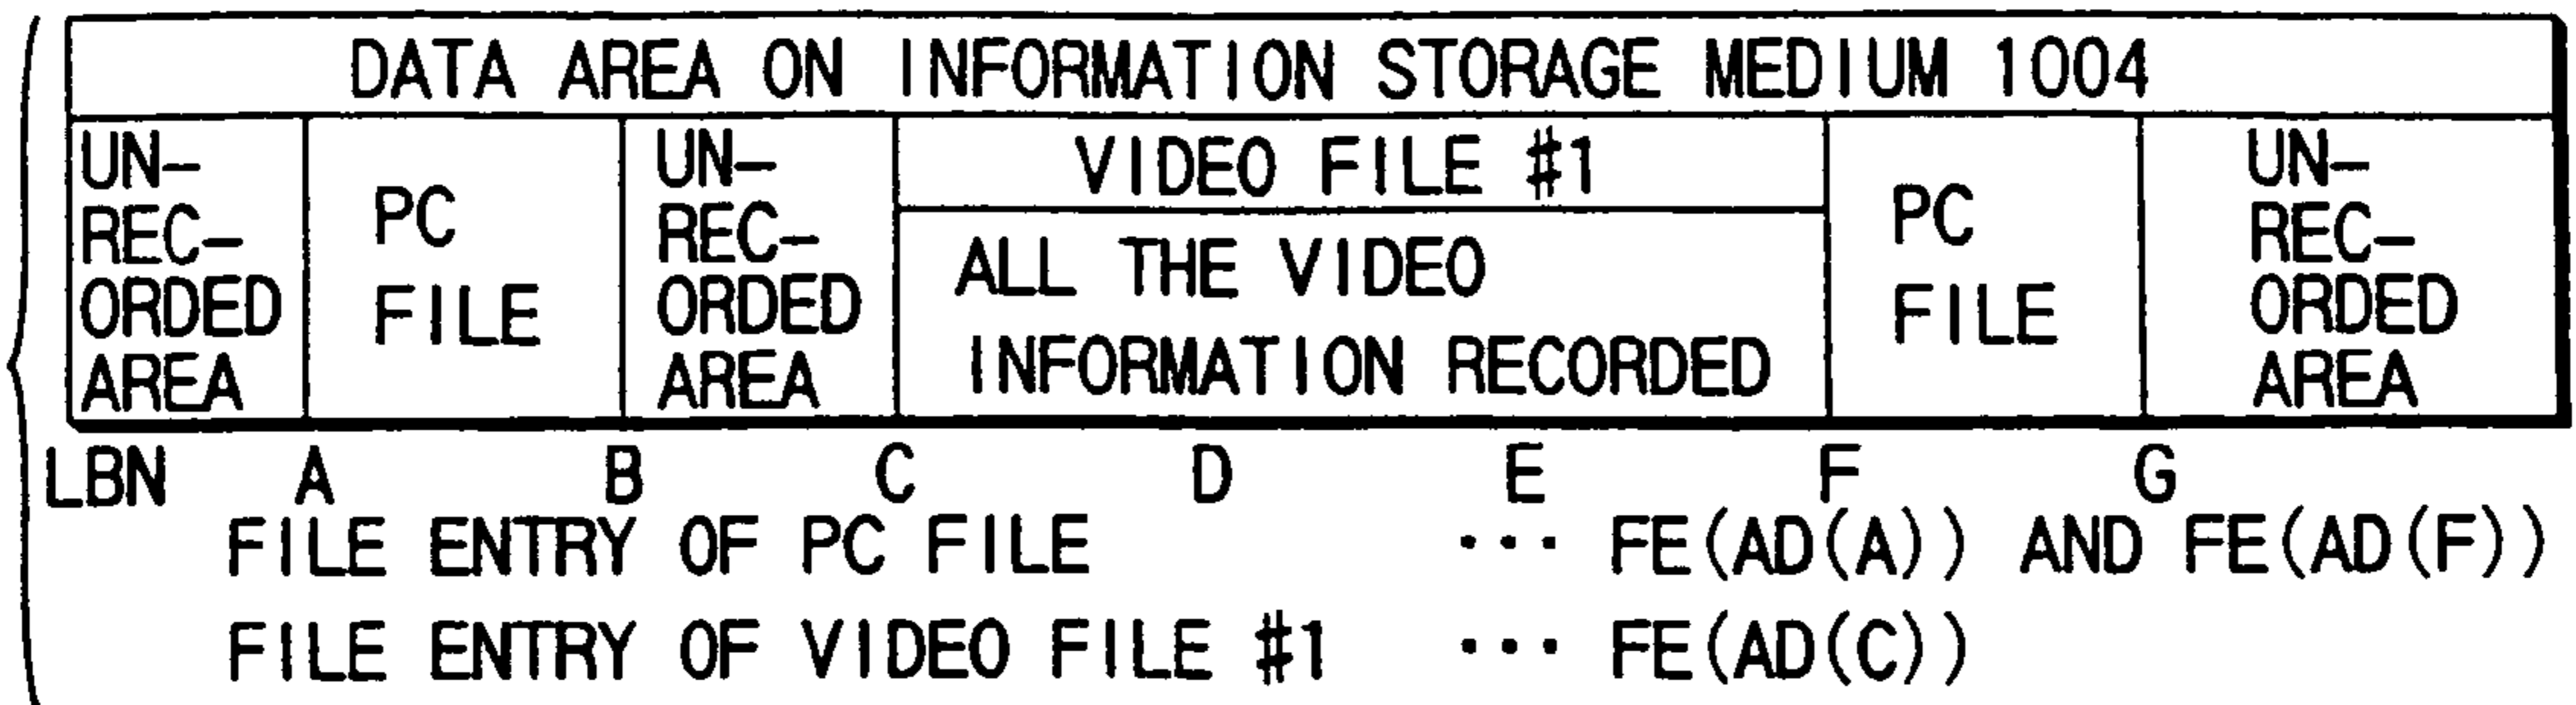 DATA AREA ON INFORMATION STORAGE MEDIUM 1004
UN-
REC-
ORDED
AREA
PC
FILE
UN-
REC-
ORDED
AREA
VIDEO FILE #1
ALL THE VIDEO
INFORMATION RECORDED
PC
FILE
UN-
REC-
ORDED
AREA
LBN A B C D E F G
FILE ENTRY OF PC FILE ··· FE(AD(A)) AND FE(AD(F))
FILE ENTRY OF VIDEO FILE #1 ··· FE(AD(C))